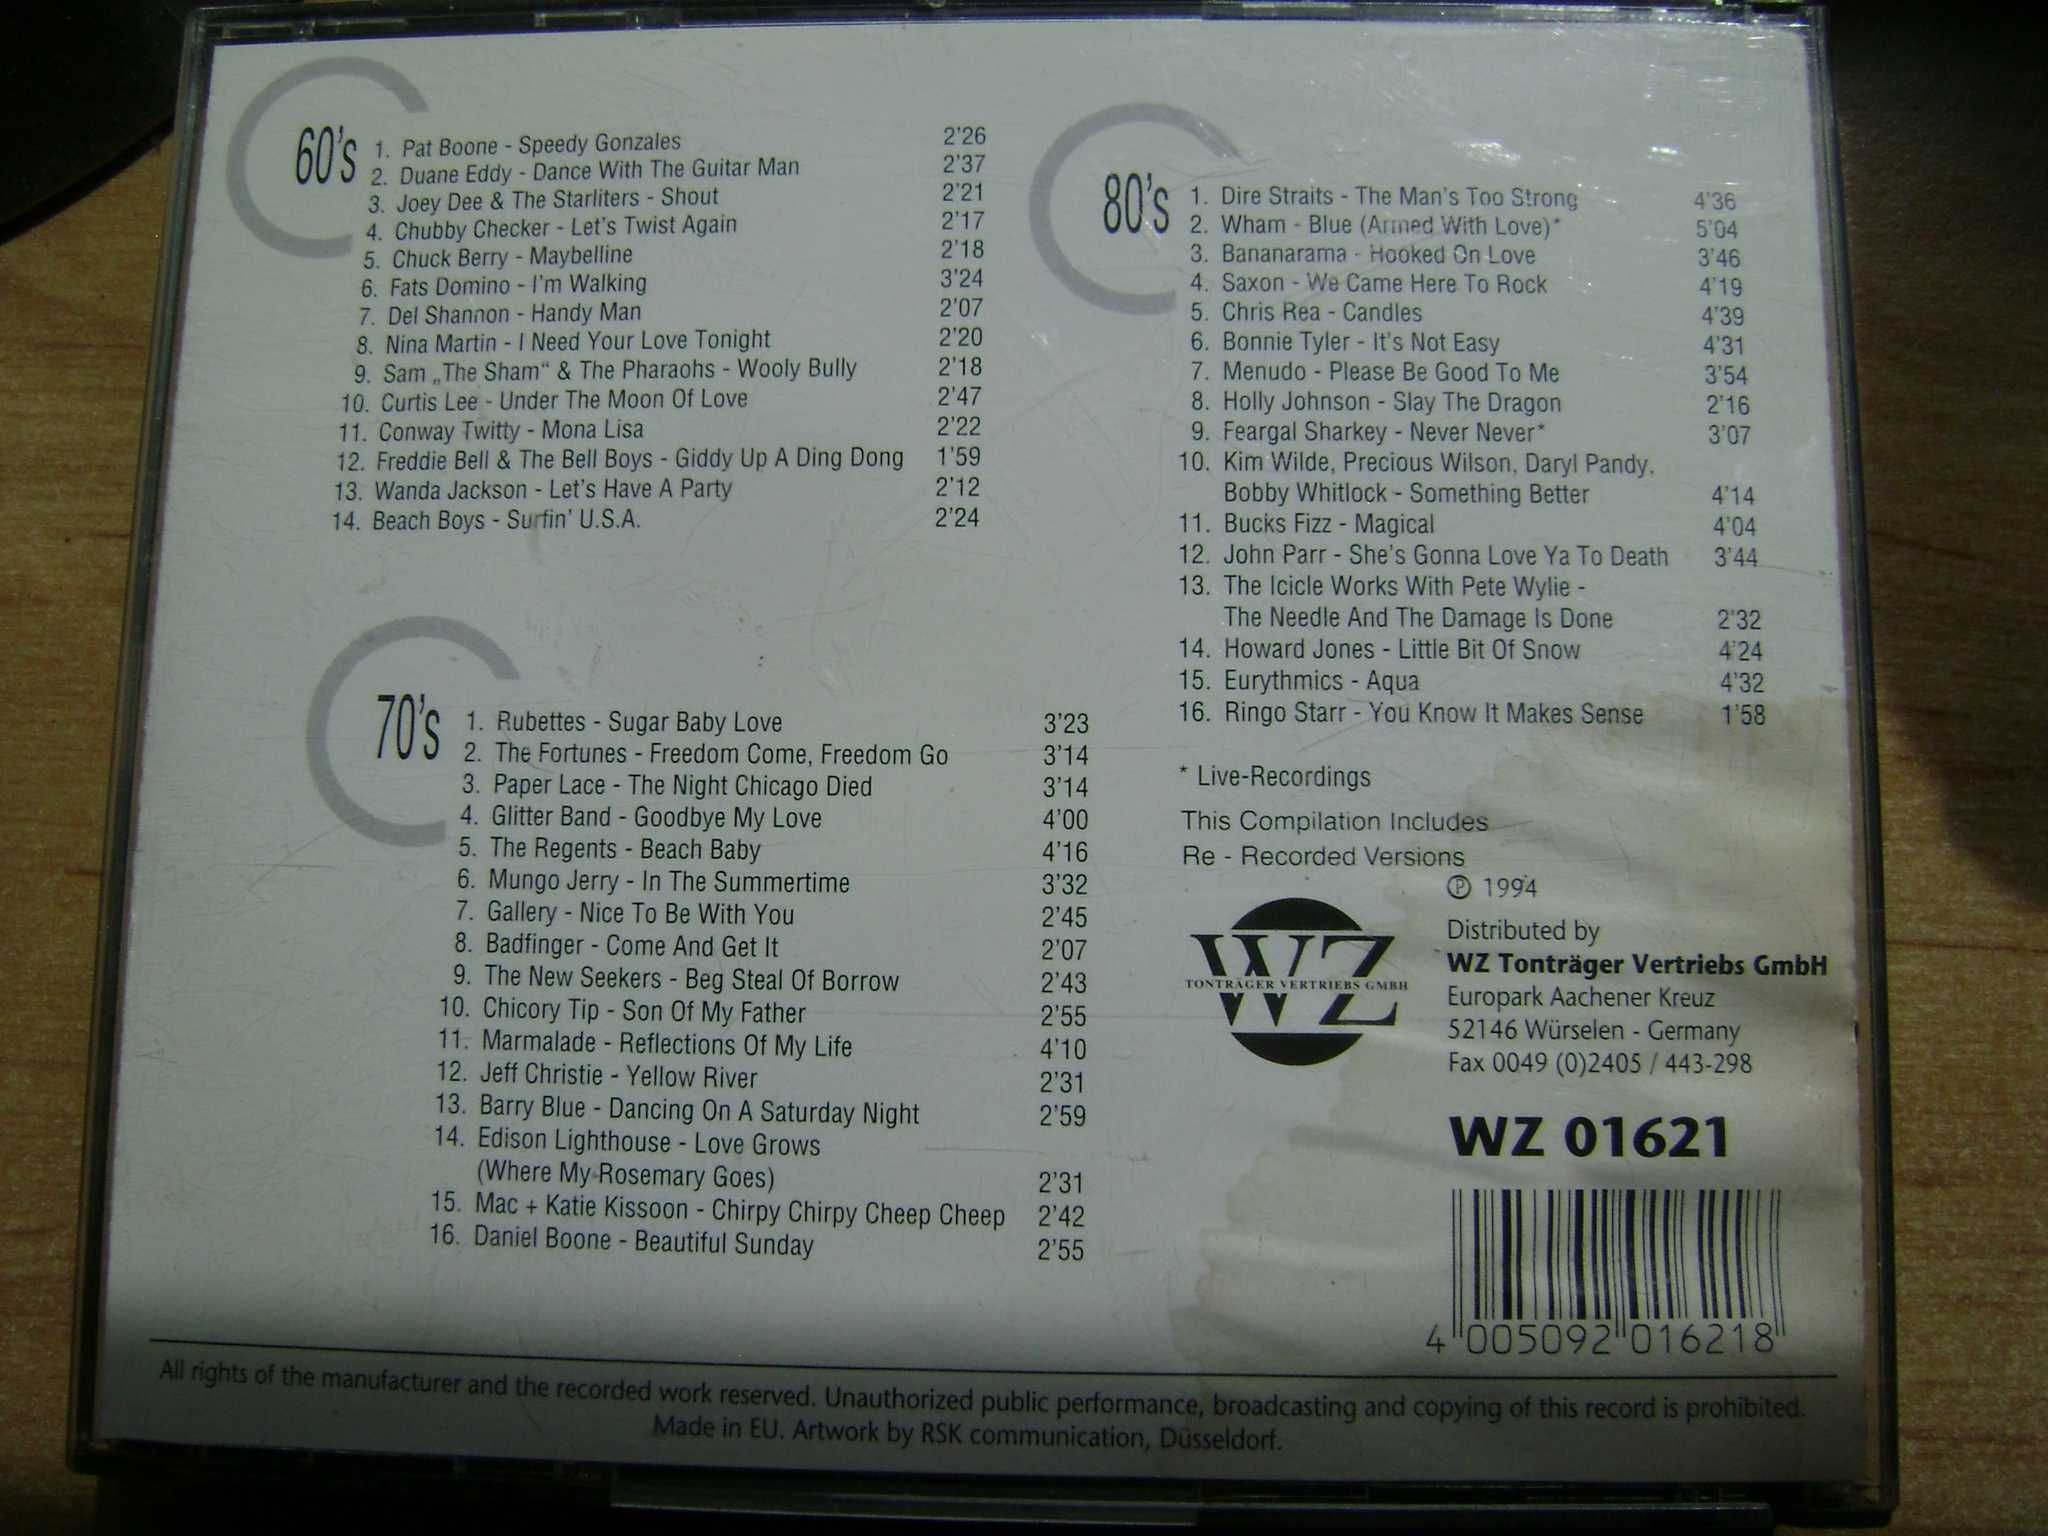 60's
1. Pat Boone - Speedy Gonzales 2'26
2. Duane Eddy - Dance With The Guitar Man 2'37
3. Joey Dee & The Starliters - Shout 2'21
4. Chubby Checker - Let's Twist Again 2'17
5. Chuck Berry - Maybelline 2'18
6. Fats Domino - I'm Walking 3'24
7. Del Shannon - Handy Man 2'07
8. Nina Martin - I Need Your Love Tonight 2'20
9. Sam „The Sham“ & The Pharaohs - Wooly Bully 2'18
10. Curtis Lee - Under The Moon Of Love 2'47
11. Conway Twitty - Mona Lisa 2'22
12. Freddie Bell & The Bell Boys - Giddy Up A Ding Dong 1'59
13. Wanda Jackson - Let's Have A Party 2'12
14. Beach Boys - Surfin' U.S.A. 2'24
70's
1. Rubettes - Sugar Baby Love 3'23
2. The Fortunes - Freedom Come, Freedom Go 3'14
3. Paper Lace - The Night Chicago Died 3'14
4. Glitter Band - Goodbye My Love 4'00
5. The Regents - Beach Baby 4'16
6. Mungo Jerry - In The Summertime 3'32
7. Gallery - Nice To Be With You 2'45
8. Badfinger - Come And Get It 2'07
9. The New Seekers - Beg Steal Of Borrow 2'43
10. Chicory Tip - Son Of My Father 2'55
11. Marmalade - Reflections Of My Life 4'10
12. Jeff Christie - Yellow River 2'31
13. Barry Blue - Dancing On A Saturday Night 2'59
14. Edison Lighthouse - Love Grows
(Where My Rosemary Goes) 2'31
15. Mac + Katie Kissoon - Chirpy Chirpy Cheep Cheep 2'42
16. Daniel Boone - Beautiful Sunday 2'55
80's
1. Dire Straits - The Man's Too Strong 4'36
2. Wham - Blue (Armed With Love)* 5'04
3. Bananarama - Hooked On Love 3'46
4. Saxon - We Came Here To Rock 4'19
5. Chris Rea - Candles 4'39
6. Bonnie Tyler - It's Not Easy 4'31
7. Menudo - Please Be Good To Me 3'54
8. Holly Johnson - Slay The Dragon 2'16
9. Feargal Sharkey - Never Never* 3'07
10. Kim Wilde, Precious Wilson, Daryl Pandy,
Bobby Whitlock - Something Better 4'14
11. Bucks Fizz - Magical 4'04
12. John Parr - She's Gonna Love Ya To Death 3'44
13. The Icicle Works With Pete Wylie -
The Needle And The Damage Is Done 2'32
14. Howard Jones - Little Bit Of Snow 4'24
15. Eurythmics - Aqua 4'32
16. Ringo Starr - You Know It Makes Sense 1'58
* Live-Recordings
This Compilation Includes
Re - Recorded Versions
℗ 1994
WZ
TONTRÄGER VERTRIEBS GMBH
Distributed by
WZ Tonträger Vertriebs GmbH
Europark Aachener Kreuz
52146 Würselen - Germany
Fax 0049 (0)2405 / 443-298
WZ 01621
4 005092 016218
All rights of the manufacturer and the recorded work reserved. Unauthorized public performance, broadcasting and copying of this record is prohibited.
Made in EU. Artwork by RSK communication, Düsseldorf.